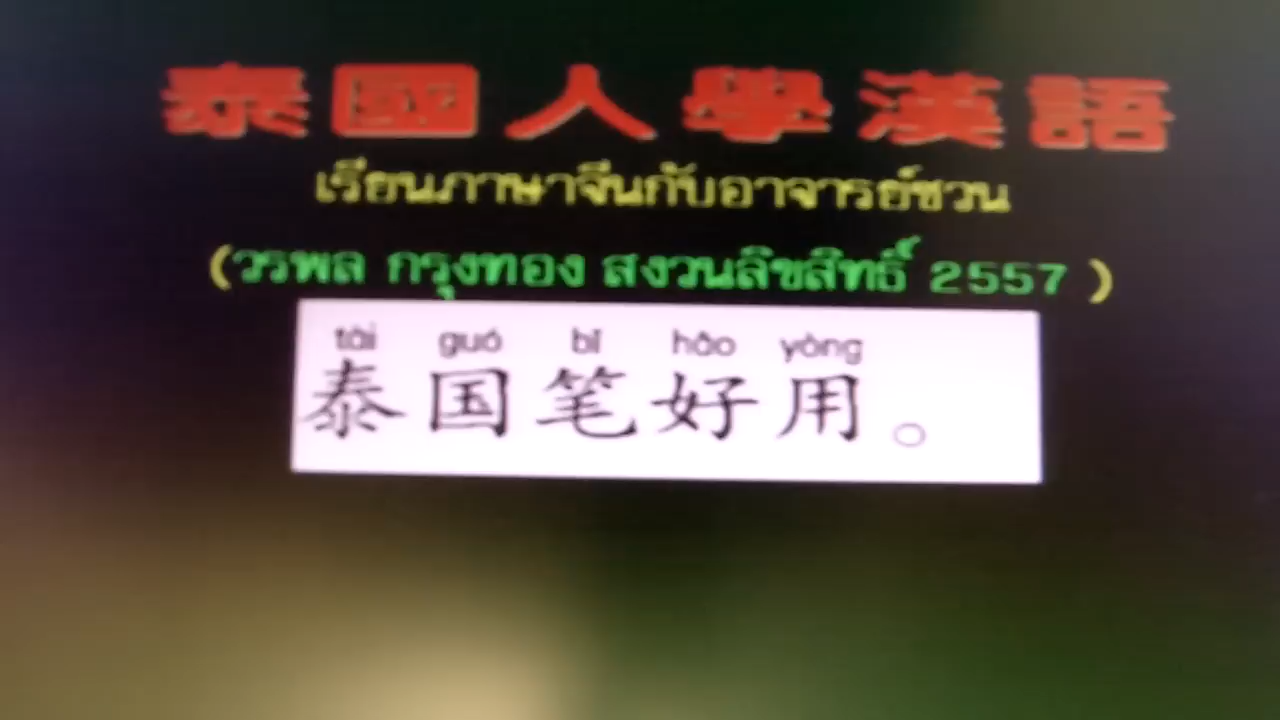 泰國人學漢語
เรียนภาษาจีนกับอาจารย์ชวน
(วรพล กรุงทอง สงวนลิขสิทธิ์ 2557 )
tài guó bǐ hǎo yòng
泰国笔好用。